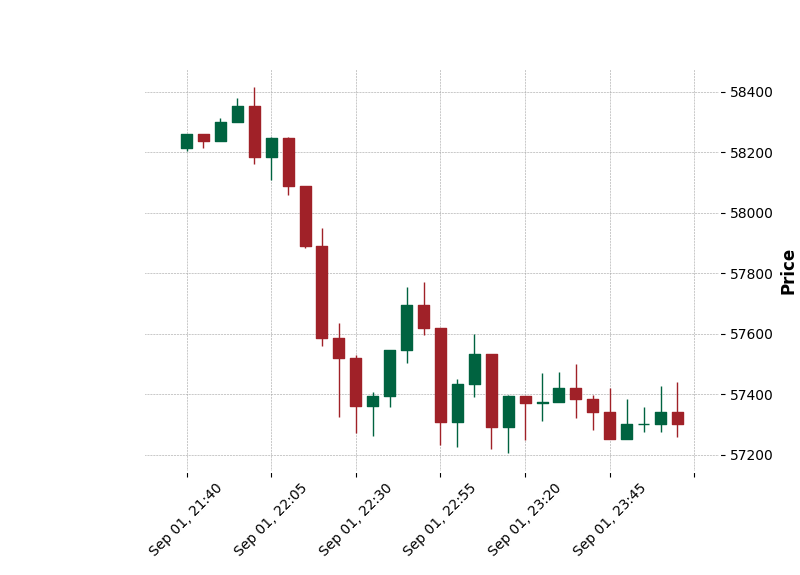 58400
58200
58000
57800
57600
57400
57200
Price
Sep 01, 21:40
Sep 01, 22:05
Sep 01, 22:30
Sep 01, 22:55
Sep 01, 23:20
Sep 01, 23:45